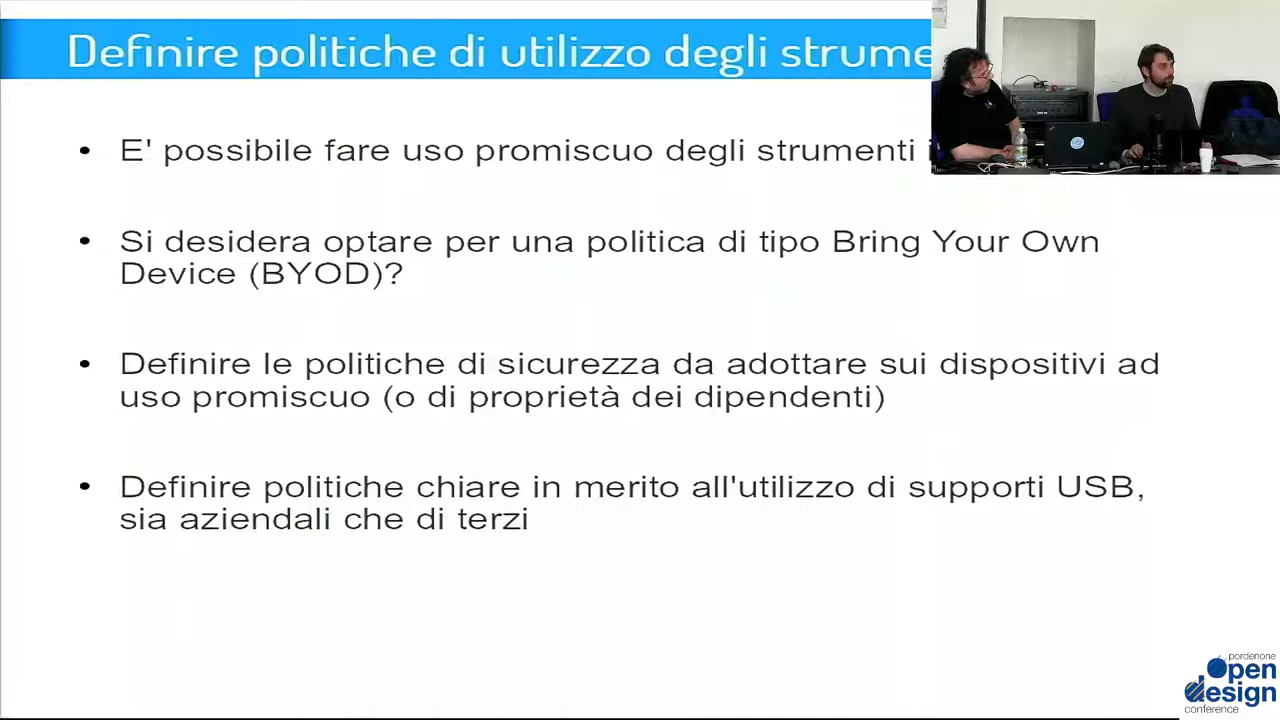 Definire politiche di utilizzo degli
E' possibile fare uso promiscuo degli strumenti
Si desidera optare per una politica di tipo Bring Your Own
Device (BYOD)?
Definire le politiche di sicurezza da adottare sui dispositivi ad
uso promiscuo (o di proprietà dei dipendenti)
Definire politiche chiare in merito all'utilizzo di supporti USB,
sia aziendali che di terzi
pordenone
open
design
conference